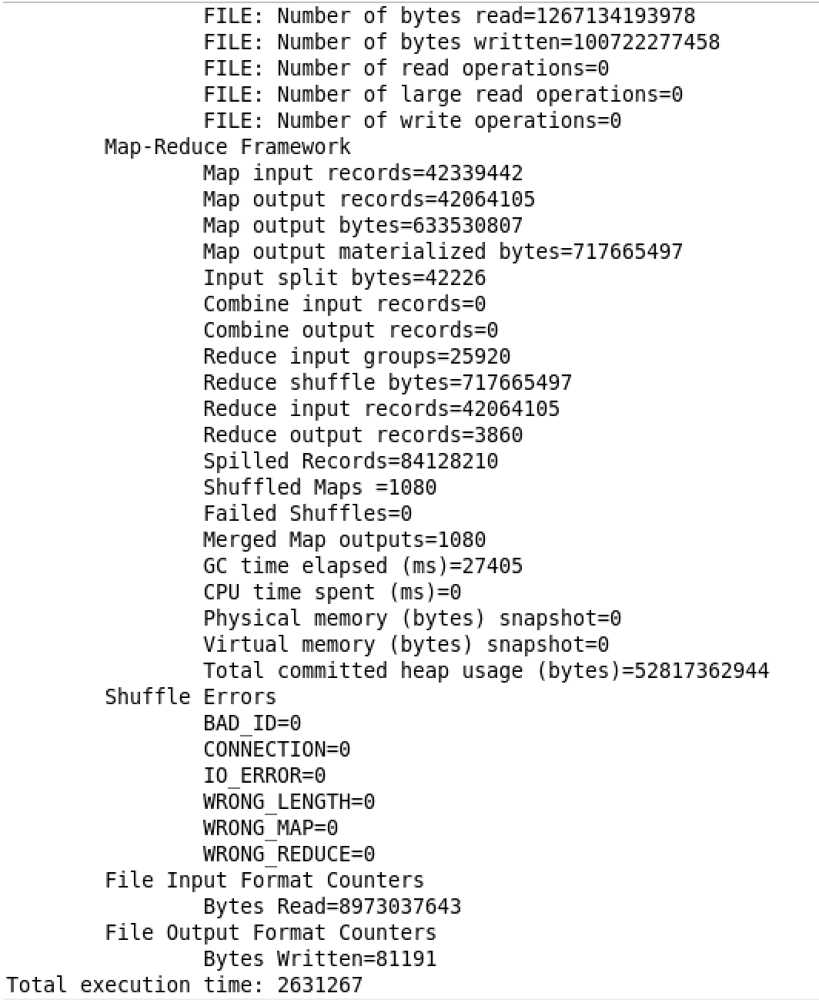 FILE: Number of bytes read=1267134193978
FILE: Number of bytes written=100722277458
FILE: Number of read operations=0
FILE: Number of large read operations=0
FILE: Number of write operations=0
Map-Reduce Framework
Map input records=42339442
Map output records=42064105
Map output bytes=633530807
Map output materialized bytes=717665497
Input split bytes=42226
Combine input records=0
Combine output records=0
Reduce input groups=25920
Reduce shuffle bytes=717665497
Reduce input records=42064105
Reduce output records=3860
Spilled Records=84128210
Shuffled Maps =1080
Failed Shuffles=0
Merged Map outputs=1080
GC time elapsed (ms)=27405
CPU time spent (ms)=0
Physical memory (bytes) snapshot=0
Virtual memory (bytes) snapshot=0
Total committed heap usage (bytes)=52817362944
Shuffle Errors
BAD_ID=0
CONNECTION=0
IO_ERROR=0
WRONG_LENGTH=0
WRONG_MAP=0
WRONG_REDUCE=0
File Input Format Counters
Bytes Read=8973037643
File Output Format Counters
Bytes Written=81191
Total execution time: 2631267